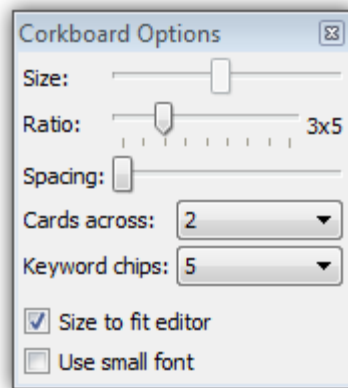 Corkboard Options
Size:
Ratio: 3x5
Spacing:
Cards across: 2
Keyword chips: 5
Size to fit editor
Use small font